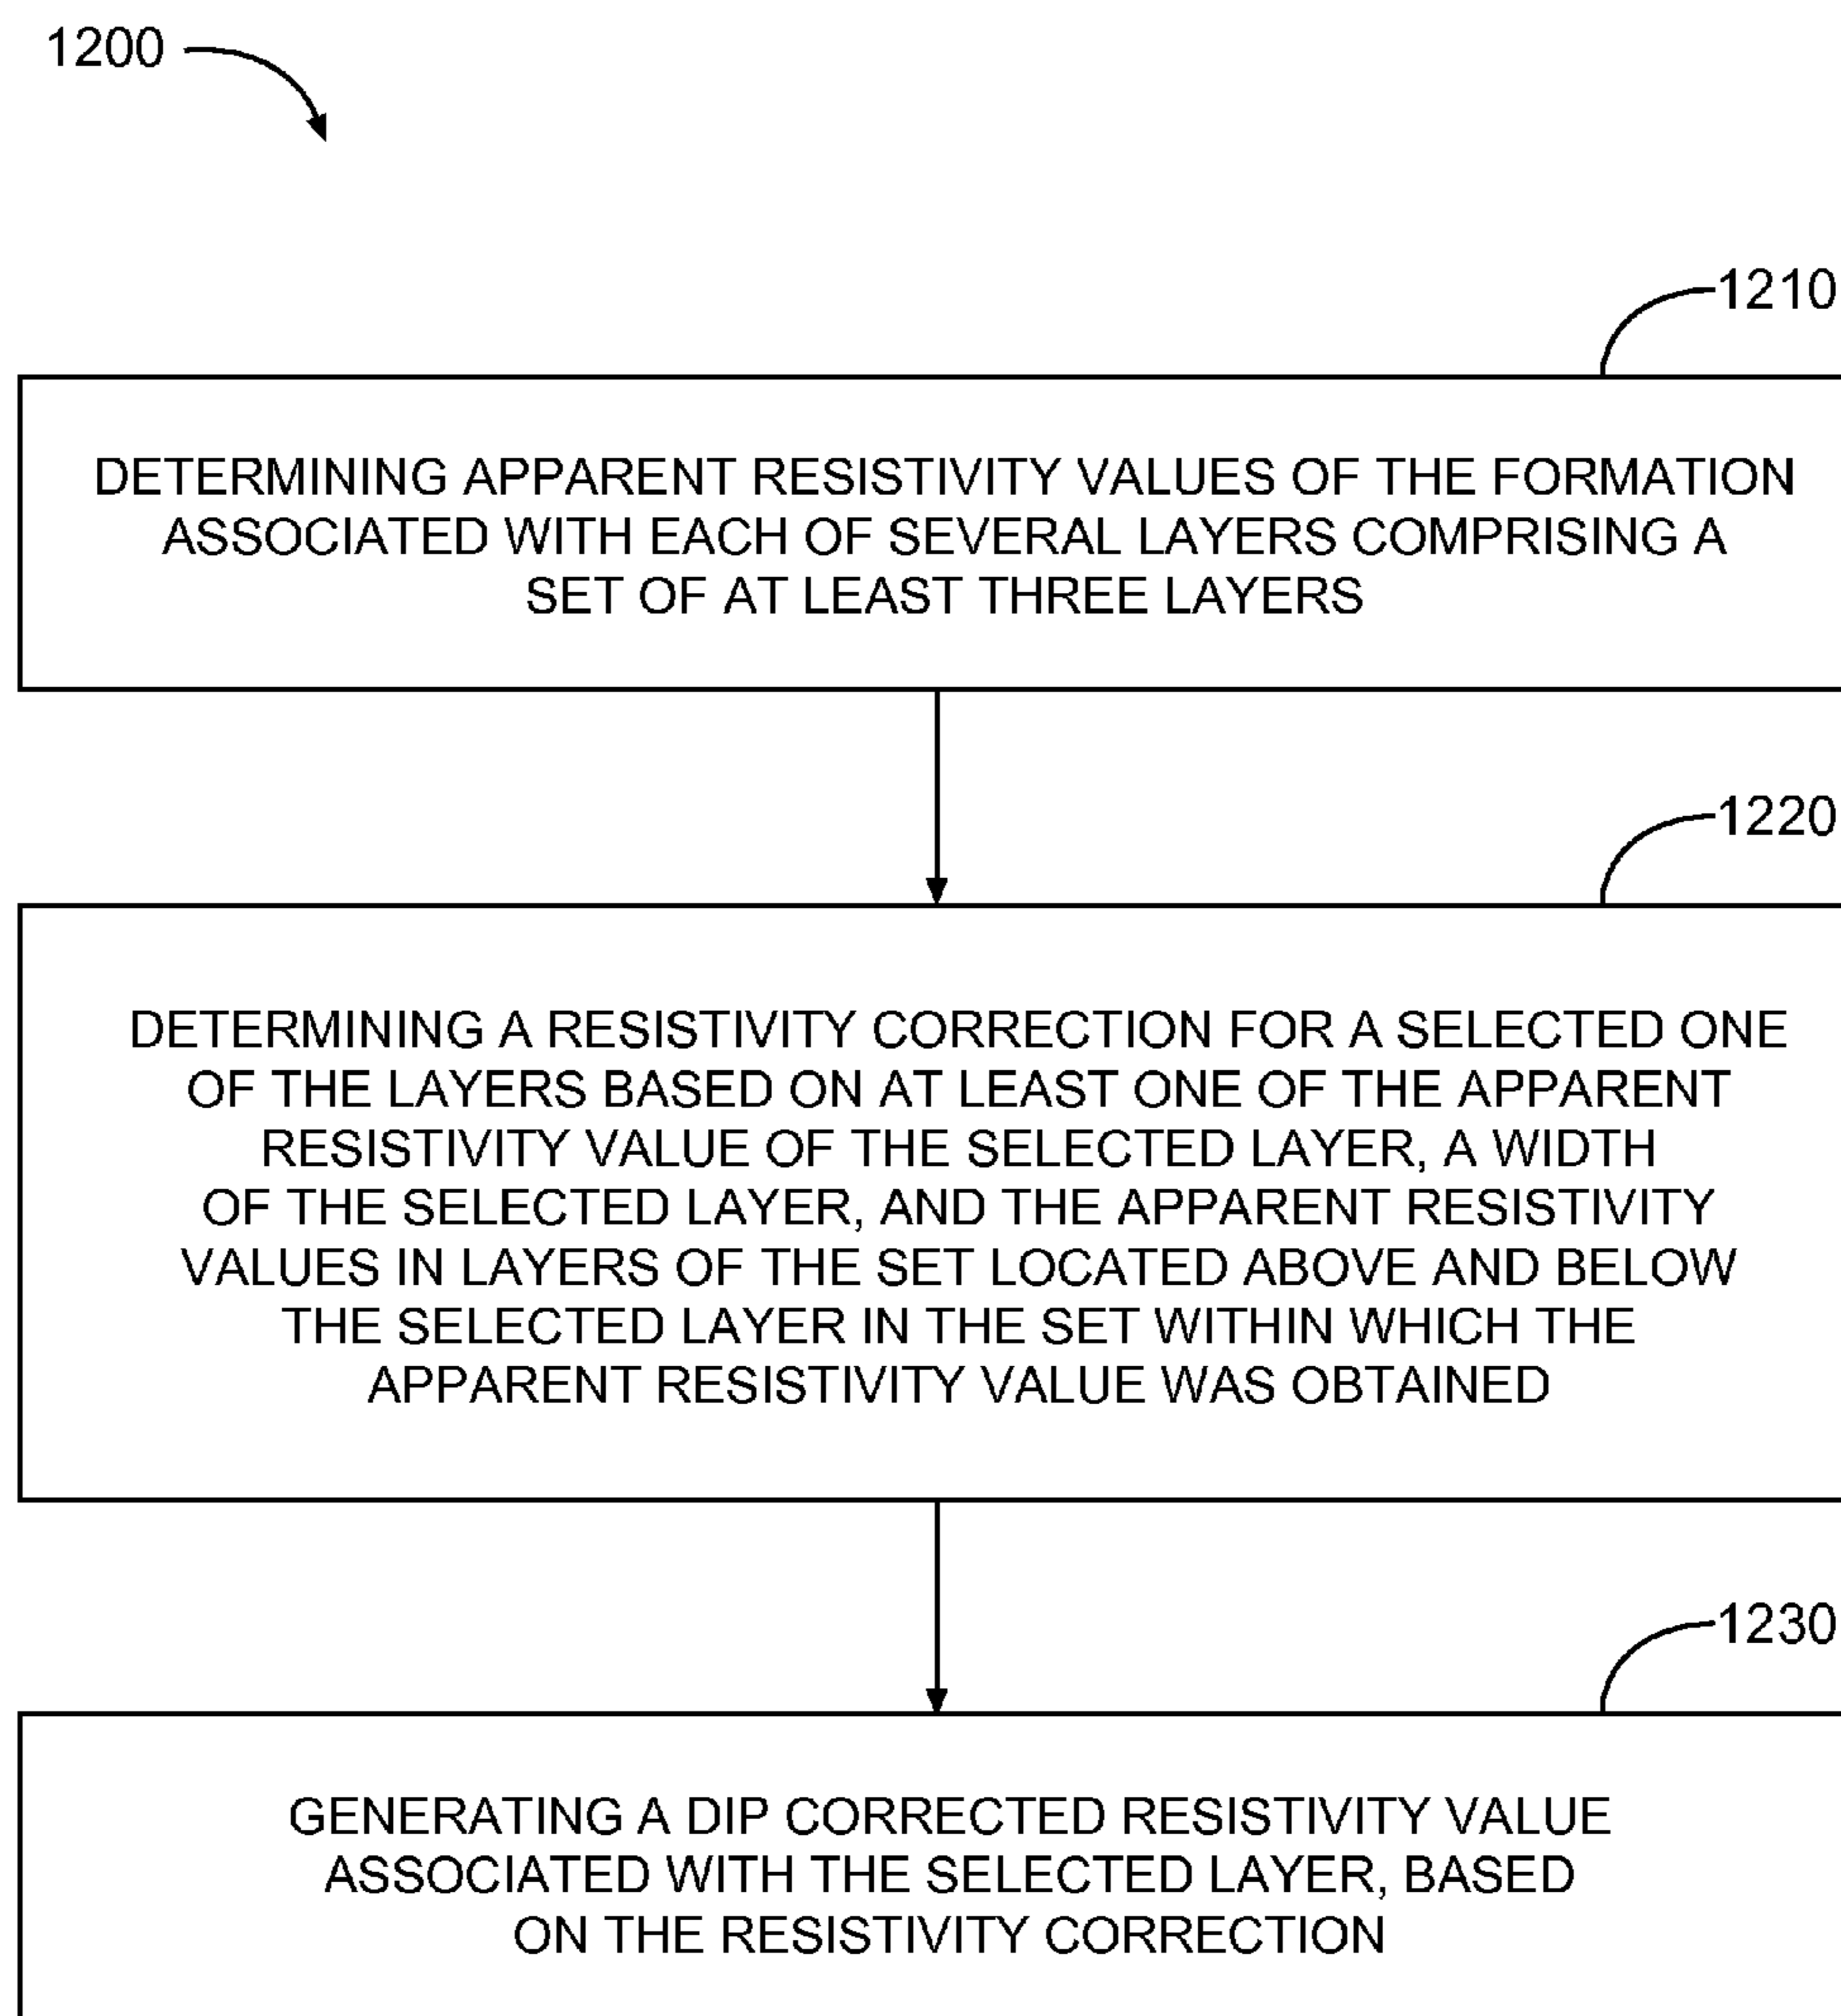 1200
1210
DETERMINING APPARENT RESISTIVITY VALUES OF THE FORMATION
ASSOCIATED WITH EACH OF SEVERAL LAYERS COMPRISING A
SET OF AT LEAST THREE LAYERS
1220
DETERMINING A RESISTIVITY CORRECTION FOR A SELECTED ONE
OF THE LAYERS BASED ON AT LEAST ONE OF THE APPARENT
RESISTIVITY VALUE OF THE SELECTED LAYER, A WIDTH
OF THE SELECTED LAYER, AND THE APPARENT RESISTIVITY
VALUES IN LAYERS OF THE SET LOCATED ABOVE AND BELOW
THE SELECTED LAYER IN THE SET WITHIN WHICH THE
APPARENT RESISTIVITY VALUE WAS OBTAINED
1230
GENERATING A DIP CORRECTED RESISTIVITY VALUE
ASSOCIATED WITH THE SELECTED LAYER, BASED
ON THE RESISTIVITY CORRECTION